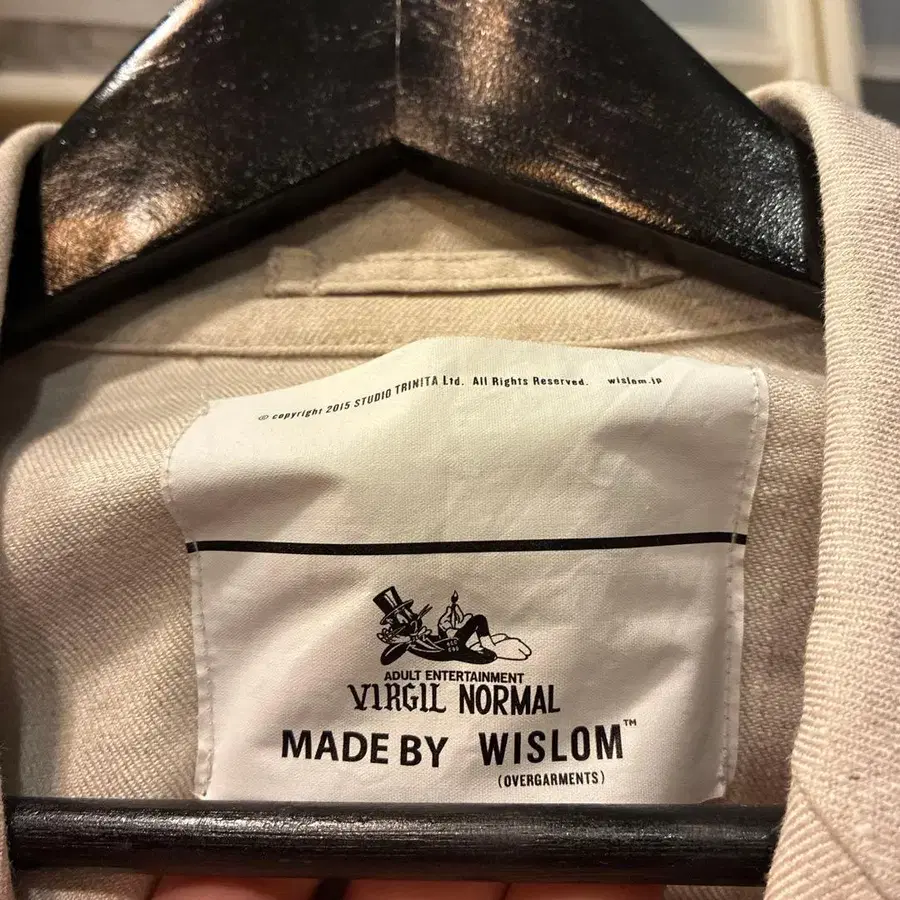 © copyright 2015 STUDIO TRINITA Ltd. All Rights Reserved. wislom.jp
ADULT ENTERTAINMENT
VIRGIL NORMAL
MADE BY WISLOM™
(OVERGARMENTS)